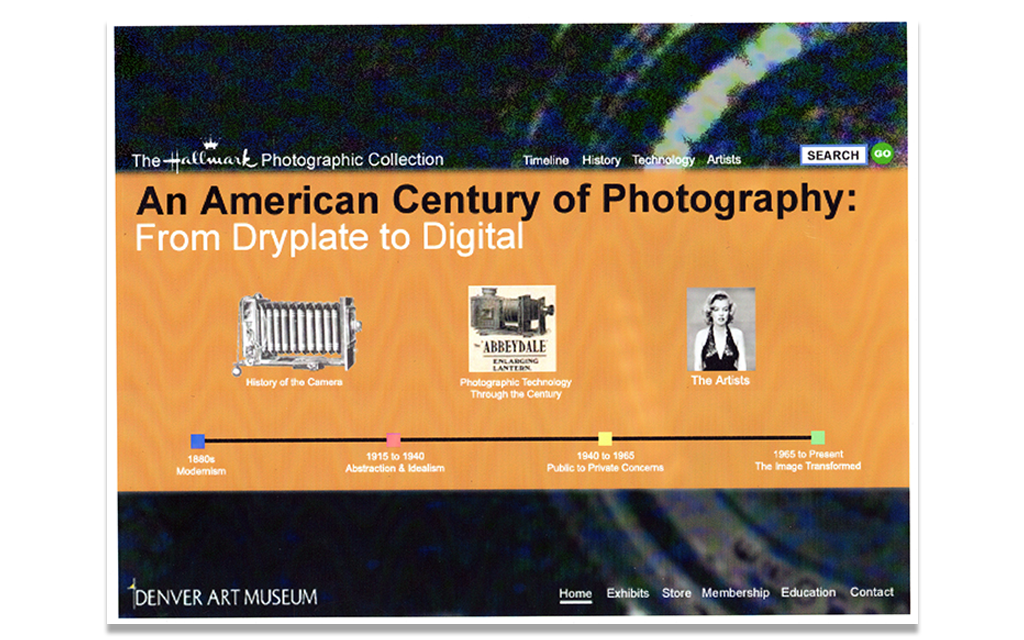 The Hallmark Photographic Collection
Timeline History Technology Artists
SEARCH GO
An American Century of Photography:
From Dryplate to Digital
The "ABBEYDALE"
ENLARGING
LANTERN.
History of the Camera
Photographic Technology
Through the Century
The Artists
1880s
Modernism
1915 to 1940
Abstraction & Idealism
1940 to 1965
Public to Private Concerns
1965 to Present
The Image Transformed
DENVER ART MUSEUM
Home Exhibits Store Membership Education Contact